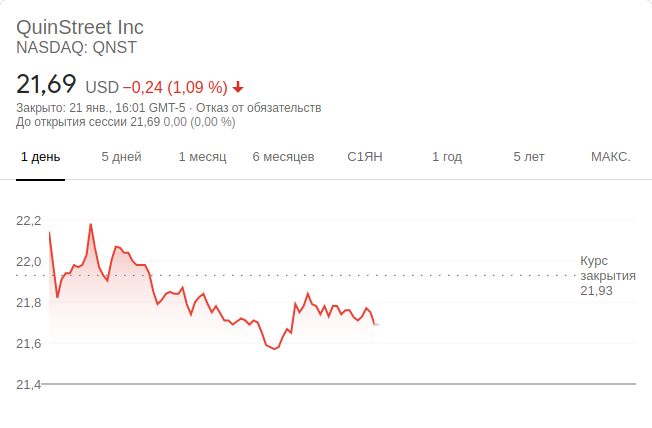 QuinStreet Inc
NASDAQ: QNST
21,69 USD −0,24 (1,09 %)
Закрыто: 21 янв., 16:01 GMT-5 · Отказ от обязательств
До открытия сессии 21,69 0,00 (0,00 %)
1 день 5 дней 1 месяц 6 месяцев С1ЯН 1 год 5 лет МАКС.
22,2
22,0
21,8
21,6
21,4
Курс
закрытия
21,93